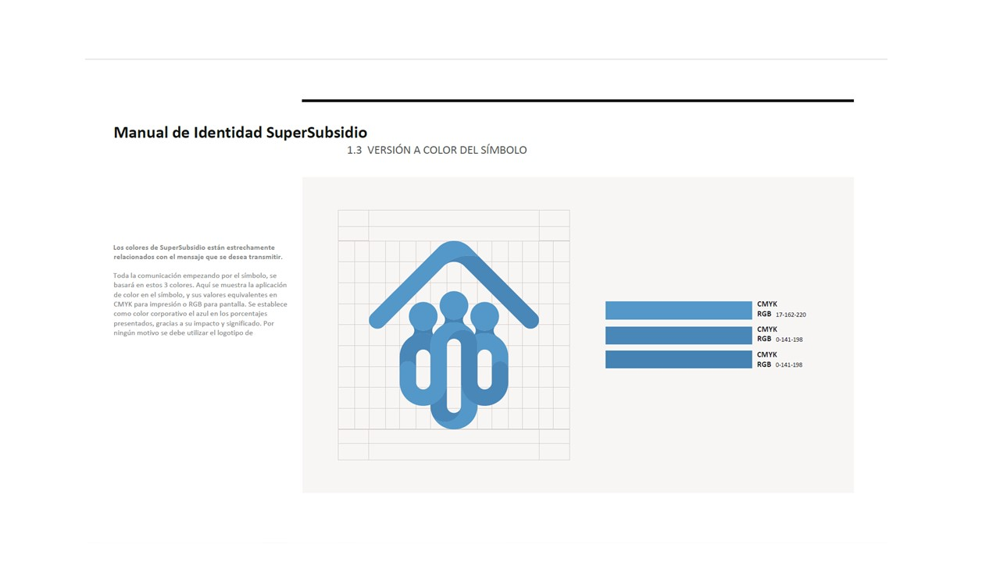 Manual de Identidad SuperSubsidio
1.3 VERSIÓN A COLOR DEL SÍMBOLO
Los colores de SuperSubsidio están estrechamente
relacionados con el mensaje que se desea transmitir.
Toda la comunicación empezando por el símbolo, se
basará en estos 3 colores. Aquí se muestra la aplicación
de color en el símbolo, y sus valores equivalentes en
CMYK para impresión o RGB para pantalla. Se establece
como color corporativo el azul en los porcentajes
presentados, gracias a su impacto y significado. Por
ningún motivo se debe utilizar el logotipo de
CMYK
RGB 17-162-220
CMYK
RGB 0-141-198
CMYK
RGB 0-141-198